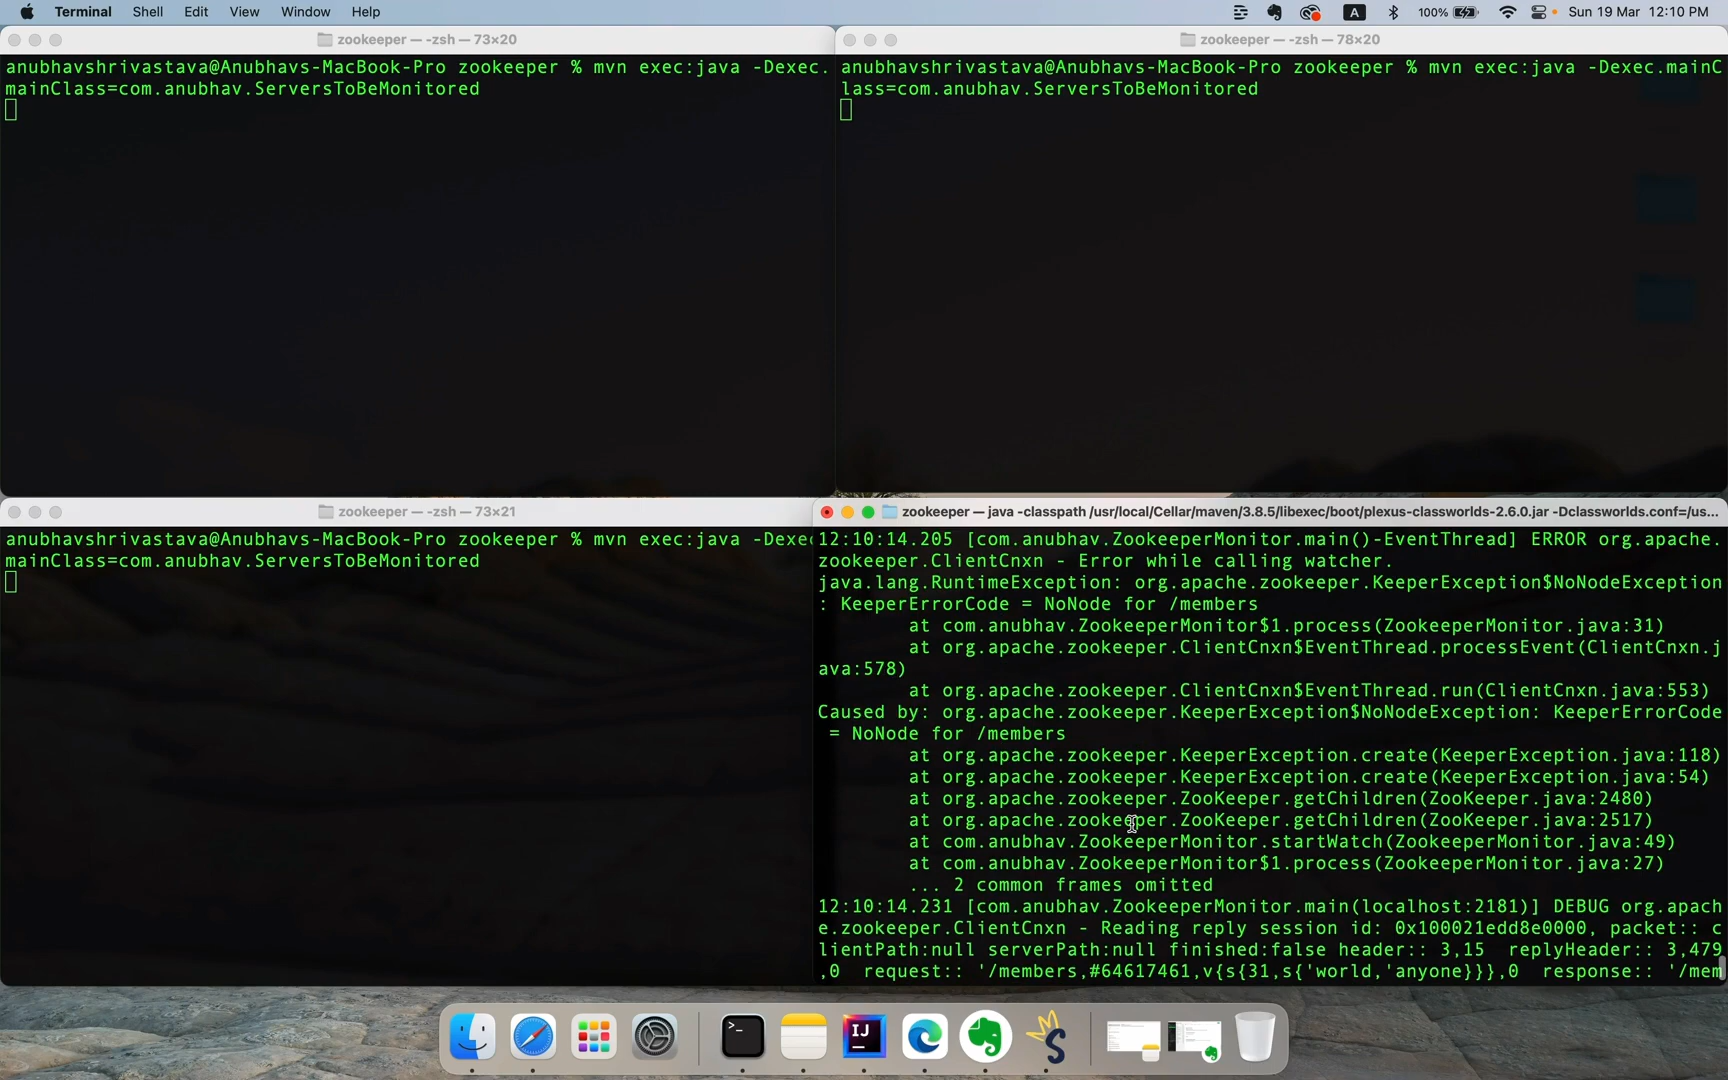 Terminal Shell Edit View Window Help
A 100% Sun 19 Mar 12:10 PM
zookeeper — -zsh — 73×20
anubhavshrivastava@Anubhavs-MacBook-Pro zookeeper % mvn exec:java -Dexec.
mainClass=com.anubhav.ServersToBeMonitored
zookeeper — -zsh — 78×20
anubhavshrivastava@Anubhavs-MacBook-Pro zookeeper % mvn exec:java -Dexec.mainC
lass=com.anubhav.ServersToBeMonitored
zookeeper — -zsh — 73×21
anubhavshrivastava@Anubhavs-MacBook-Pro zookeeper % mvn exec:java -Dexec
mainClass=com.anubhav.ServersToBeMonitored
zookeeper — java -classpath /usr/local/Cellar/maven/3.8.5/libexec/boot/plexus-classworlds-2.6.0.jar -Dclassworlds.conf=/us...
12:10:14.205 [com.anubhav.ZookeeperMonitor.main()-EventThread] ERROR org.apache.
zookeeper.ClientCnxn - Error while calling watcher.
java.lang.RuntimeException: org.apache.zookeeper.KeeperException$NoNodeException
: KeeperErrorCode = NoNode for /members
at com.anubhav.ZookeeperMonitor$1.process(ZookeeperMonitor.java:31)
at org.apache.zookeeper.ClientCnxn$EventThread.processEvent(ClientCnxn.j
ava:578)
at org.apache.zookeeper.ClientCnxn$EventThread.run(ClientCnxn.java:553)
Caused by: org.apache.zookeeper.KeeperException$NoNodeException: KeeperErrorCode
= NoNode for /members
at org.apache.zookeeper.KeeperException.create(KeeperException.java:118)
at org.apache.zookeeper.KeeperException.create(KeeperException.java:54)
at org.apache.zookeeper.ZooKeeper.getChildren(ZooKeeper.java:2480)
at org.apache.zookeeper.ZooKeeper.getChildren(ZooKeeper.java:2517)
at com.anubhav.ZookeeperMonitor.startWatch(ZookeeperMonitor.java:49)
at com.anubhav.ZookeeperMonitor$1.process(ZookeeperMonitor.java:27)
... 2 common frames omitted
12:10:14.231 [com.anubhav.ZookeeperMonitor.main(localhost:2181)] DEBUG org.apach
e.zookeeper.ClientCnxn - Reading reply session id: 0x100021edd8e0000, packet:: c
lientPath:null serverPath:null finished:false header:: 3,15 replyHeader:: 3,479
,0 request:: '/members,#64617461,v{s{31,s{'world,'anyone}}},0 response:: '/mem
IJ